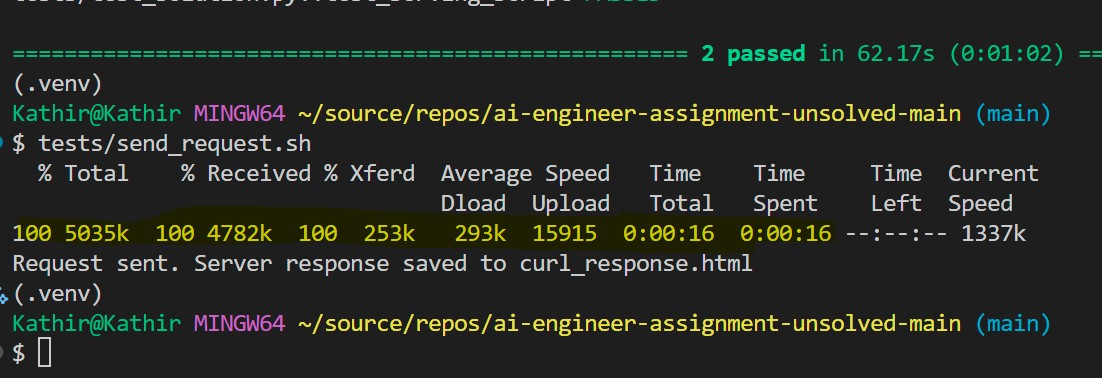 2 passed in 62.17s (0:01:02) ==
(.venv)
Kathir@Kathir MINGW64 ~/source/repos/ai-engineer-assignment-unsolved-main (main)
$ tests/send_request.sh
% Total % Received % Xferd Average Speed Time Time Time Current
Dload Upload Total Spent Left Speed
100 5035k 100 4782k 100 253k 293k 15915 0:00:16 0:00:16 --:--:-- 1337k
Request sent. Server response saved to curl_response.html
(.venv)
Kathir@Kathir MINGW64 ~/source/repos/ai-engineer-assignment-unsolved-main (main)
$